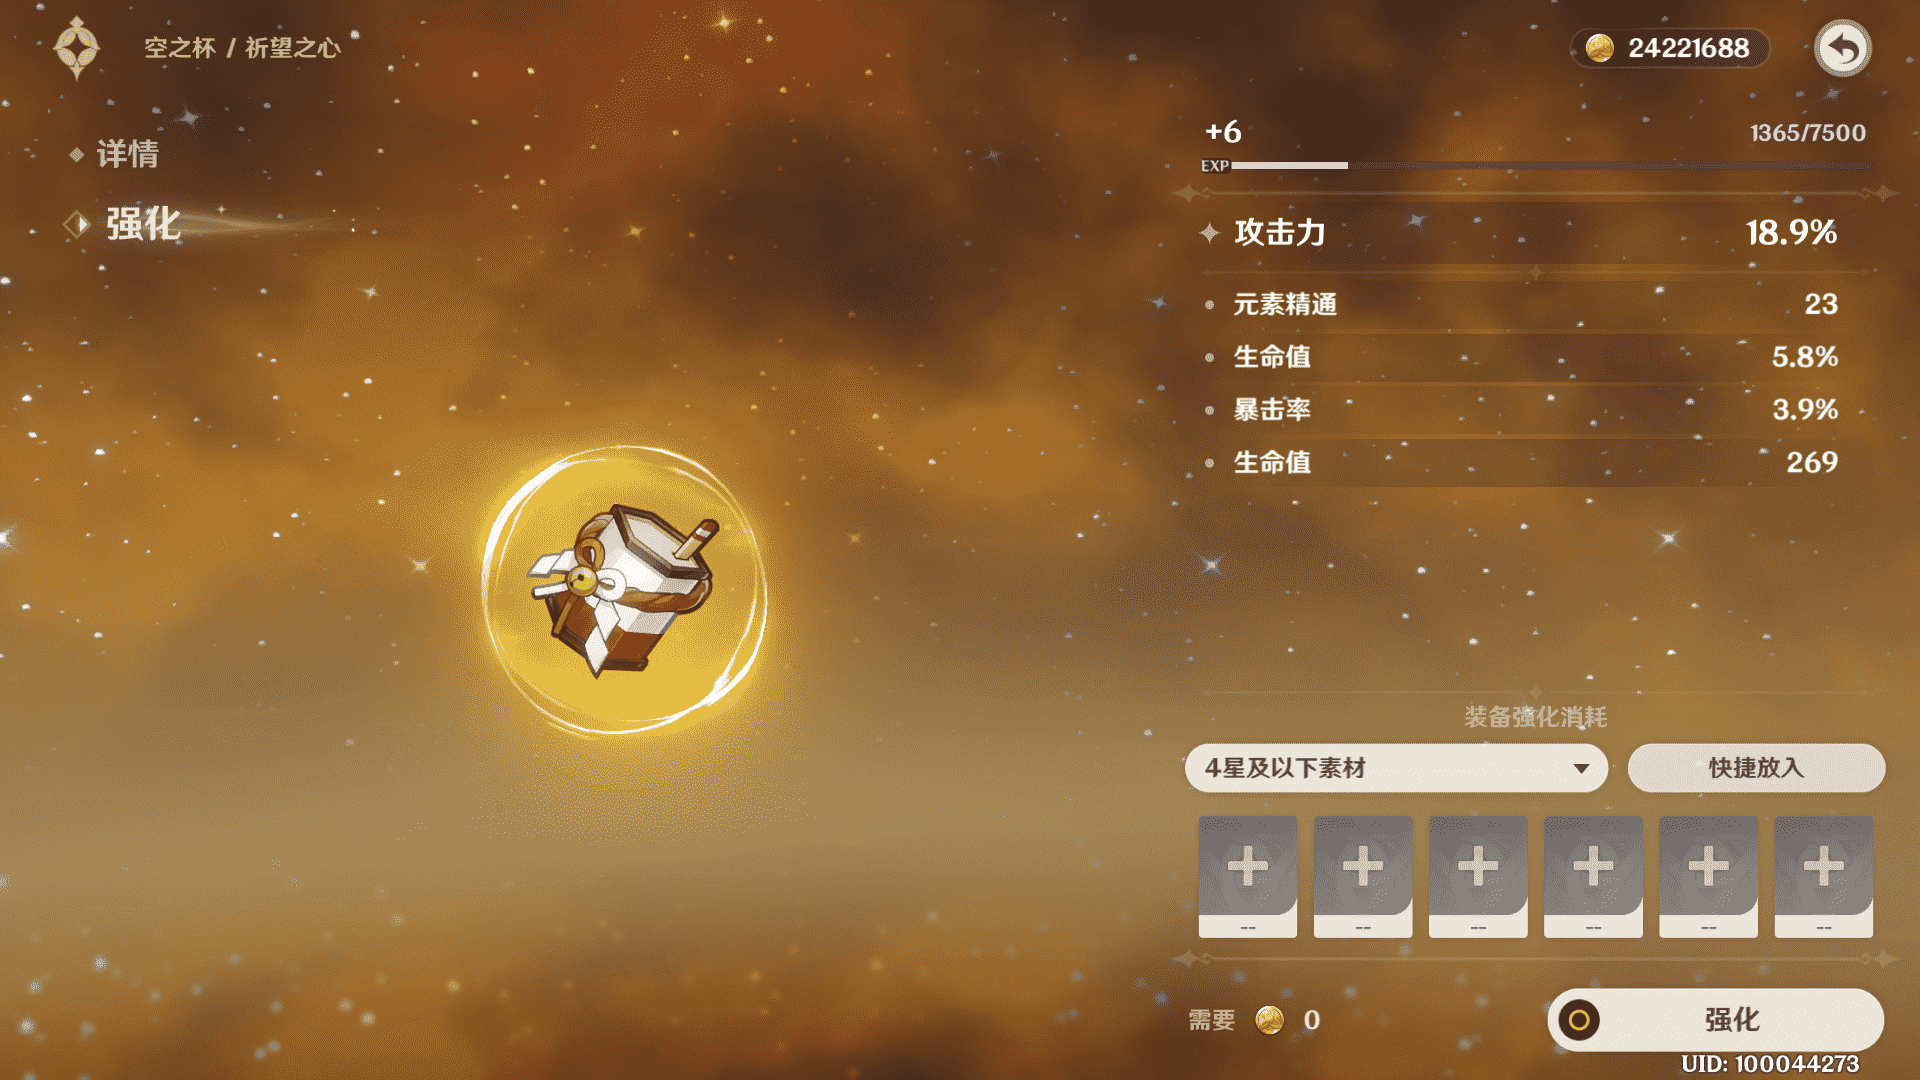 空之杯 / 祈望之心
24221688
详情
强化
+6
1365/7500
EXP
攻击力 18.9%
元素精通 23
生命值 5.8%
暴击率 3.9%
生命值 269
装备强化消耗
4星及以下素材
快捷放入
-- -- -- -- -- --
需要 0
强化
UID: 100044273